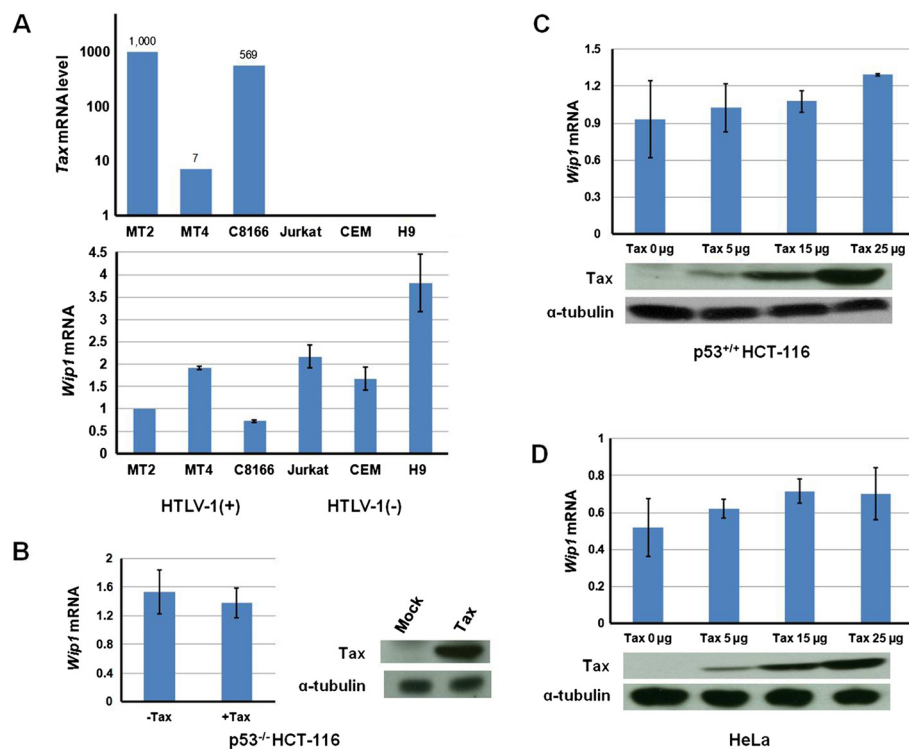 A
Tax mRNA level
1000
100
10
1
1,000
7
569
MT2 MT4 C8166 Jurkat CEM H9
Wip1 mRNA
4.5
4
3.5
3
2.5
2
1.5
1
0.5
0
MT2 MT4 C8166 Jurkat CEM H9
HTLV-1(+) HTLV-1(-)
B
Wip1 mRNA
2
1.6
1.2
0.8
0.4
0
-Tax +Tax
Mock Tax
Tax
α-tubulin
p53-/- HCT-116
C
Wip1 mRNA
1.5
1.2
0.9
0.6
0.3
0
Tax 0 µg Tax 5 µg Tax 15 µg Tax 25 µg
Tax
α-tubulin
p53+/+ HCT-116
D
Wip1 mRNA
1
0.8
0.6
0.4
0.2
0
Tax 0 µg Tax 5 µg Tax 15 µg Tax 25 µg
Tax
α-tubulin
HeLa